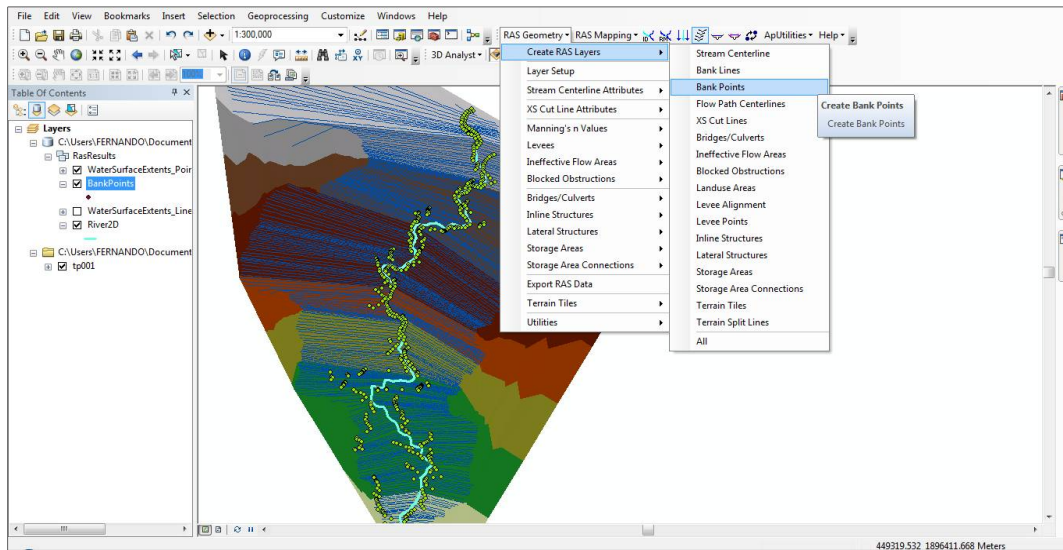 File Edit View Bookmarks Insert Selection Geoprocessing Customize Windows Help
1:300,000
RAS Geometry RAS Mapping ApUtilities Help
3D Analyst
100%
Table Of Contents
Layers
C:\Users\FERNANDO\Document
RasResults
WaterSurfaceExtents_Poir
BankPoints
WaterSurfaceExtents_Line
River2D
C:\Users\FERNANDO\Document
tp001
Create RAS Layers
Layer Setup
Stream Centerline Attributes
XS Cut Line Attributes
Manning's n Values
Levees
Ineffective Flow Areas
Blocked Obstructions
Bridges/Culverts
Inline Structures
Lateral Structures
Storage Areas
Storage Area Connections
Export RAS Data
Terrain Tiles
Utilities
Stream Centerline
Bank Lines
Bank Points
Flow Path Centerlines
XS Cut Lines
Bridges/Culverts
Ineffective Flow Areas
Blocked Obstructions
Landuse Areas
Levee Alignment
Levee Points
Inline Structures
Lateral Structures
Storage Areas
Storage Area Connections
Terrain Tiles
Terrain Split Lines
All
Create Bank Points
Create Bank Points
449319.532 1896411.668 Meters